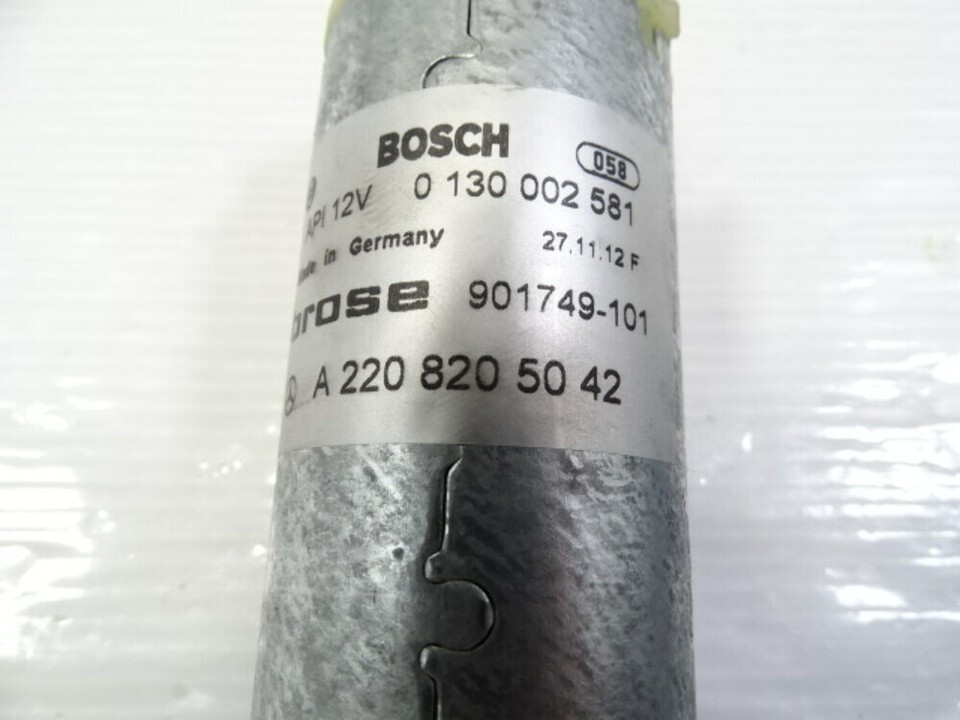 BOSCH 058
API 12V 0 130 002 581
in Germany 27.11.12 F
901749-101
A 220 820 50 42